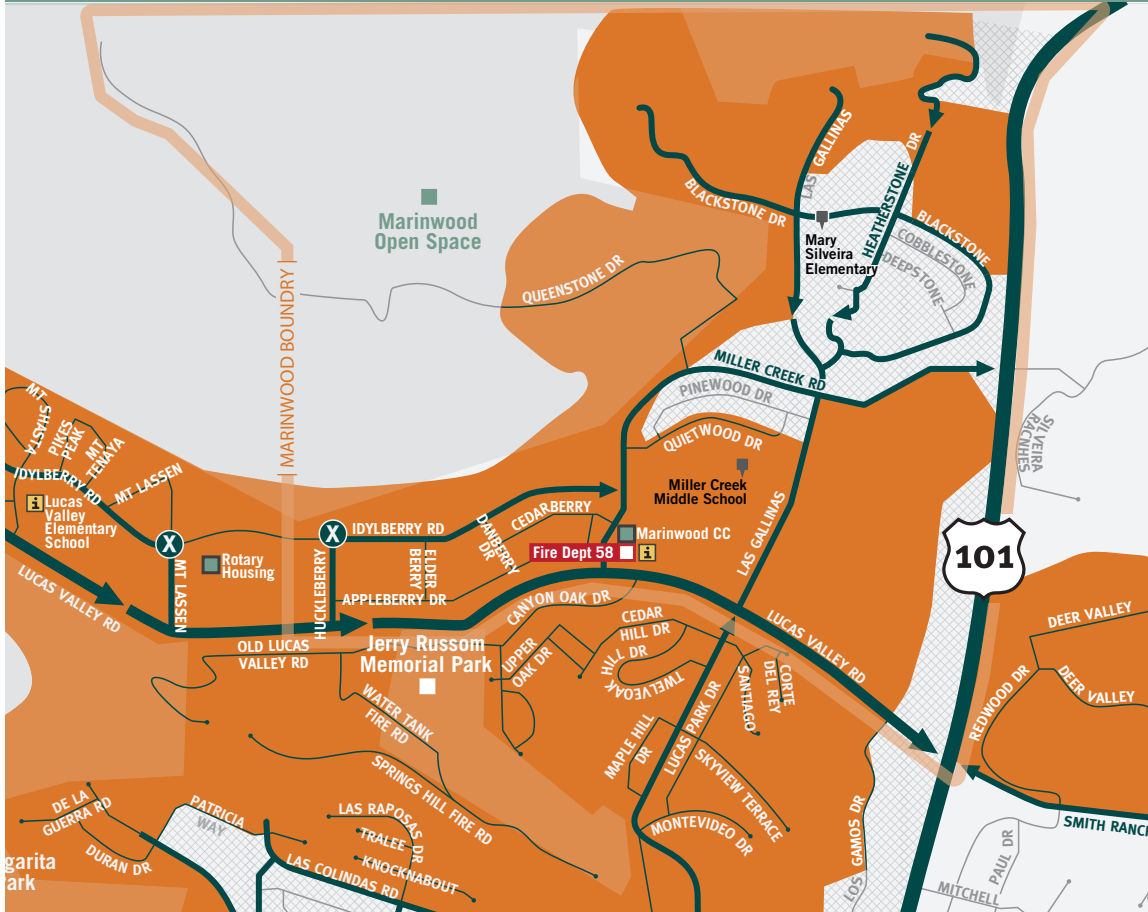 LAS
GALLINAS
HEATHERSTONE DR
BLACKSTONE DR
BLACKSTONE
Marinwood
Open Space
Mary
Silveira
Elementary
COBBLESTONE
DEEPSTONE
QUEENSTONE DR
| MARINWOOD BOUNDRY |
MILLER CREEK RD
PINEWOOD DR
QUIETWOOD DR
Miller Creek
Middle School
SILVEIRA
RACNHES
MT
SHASTA
PIKES
PEAK
MT
TENAYA
IDYLBERRY RD
MT LASSEN
i
Lucas
Valley
Elementary
School
X
X
IDYLBERRY RD
CEDARBERRY
DANBERRY
DR
ELDER
BERRY
Marinwood CC
Fire Dept 58
i
LAS GALLINAS
101
Rotary
Housing
MT LASSEN
HUCKLEBERRY
APPLEBERRY DR
LUCAS VALLEY RD
OLD LUCAS
VALLEY RD
CANYON OAK DR
Jerry Russom
Memorial Park
UPPER
OAK DR
CEDAR
HILL DR
HILL DR
TWELVEOAK
LUCAS VALLEY RD
SANTIAGO
CORTE
DEL REY
DEER VALLEY
DEER VALLEY
REDWOOD DR
WATER TANK
FIRE RD
MAPLE HILL
DR
LUCAS PARK DR
SKYVIEW TERRACE
SPRINGS HILL FIRE RD
MONTEVIDEO DR
LOS GAMOS DR
SMITH RANCH
PAUL DR
MITCHELL
DE LA
GUERRA RD
DURAN DR
PATRICIA
WAY
LAS RAPOSAS DR
TRALEE
KNOCKNABOUT
LAS COLINDAS RD
garita
ark